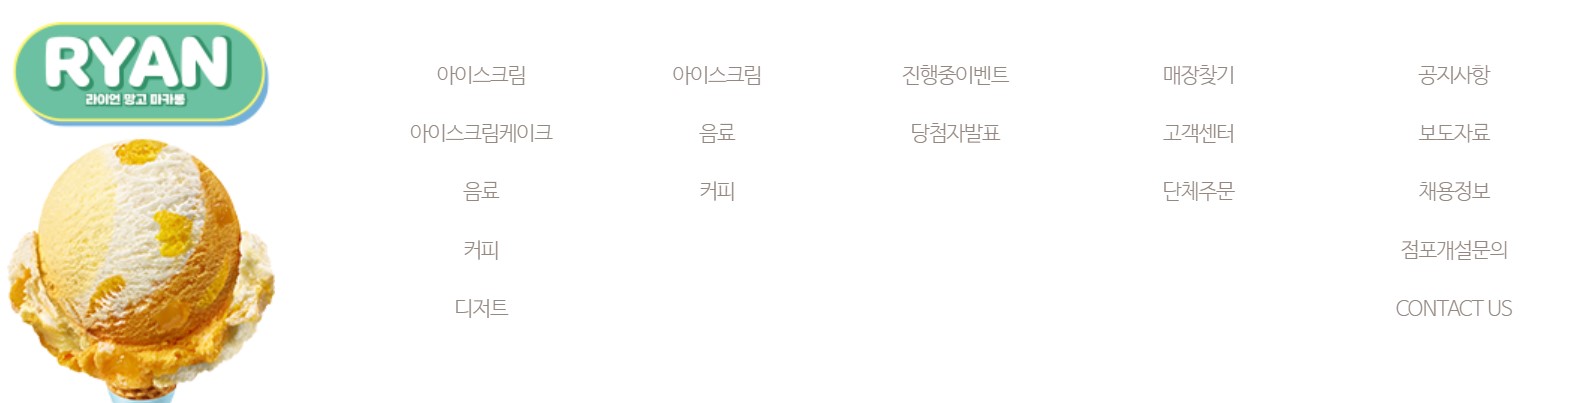 RYAN
라이언 망고 마카롱
아이스크림
아이스크림케이크
음료
커피
디저트
아이스크림
음료
커피
진행중이벤트
당첨자발표
매장찾기
고객센터
단체주문
공지사항
보도자료
채용정보
점포개설문의
CONTACT US